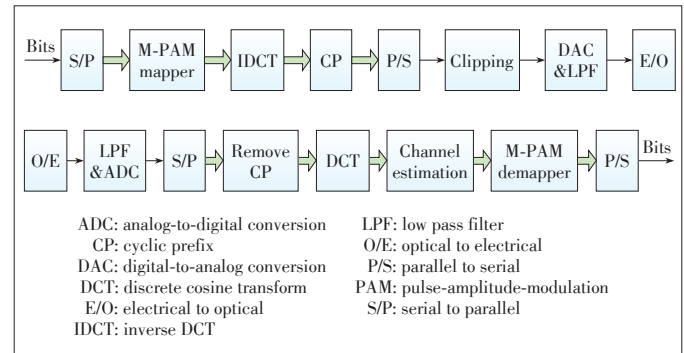 Bits
S/P
M-PAM
mapper
IDCT
CP
P/S
Clipping
DAC
&LPF
E/O
O/E
LPF
&ADC
S/P
Remove
CP
DCT
Channel
estimation
M-PAM
demapper
P/S
Bits
ADC: analog-to-digital conversion
CP: cyclic prefix
DAC: digital-to-analog conversion
DCT: discrete cosine transform
E/O: electrical to optical
IDCT: inverse DCT
LPF: low pass filter
O/E: optical to electrical
P/S: parallel to serial
PAM: pulse-amplitude-modulation
S/P: serial to parallel